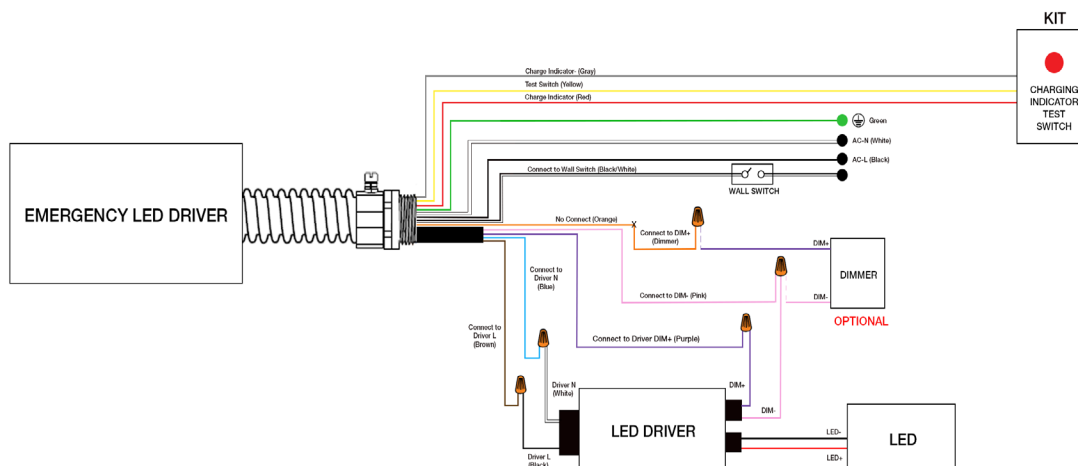 KIT
Charge Indicator- (Gray)
Test Switch (Yellow)
Charge Indicator (Red)
CHARGING
INDICATOR
TEST
SWITCH
Green
AC-N (White)
AC-L (Black)
Connect to Wall Switch (Black/White)
WALL SWITCH
EMERGENCY LED DRIVER
No Connect (Orange)
X
Connect to DIM+
(Dimmer)
DIM+
DIMMER
DIM-
OPTIONAL
Connect to
Driver N
(Blue)
Connect to DIM- (Pink)
Connect to
Driver L
(Brown)
Connect to Driver DIM+ (Purple)
Driver N
(White)
DIM+
DIM-
LED DRIVER
LED-
LED+
LED
Driver L
(Black)